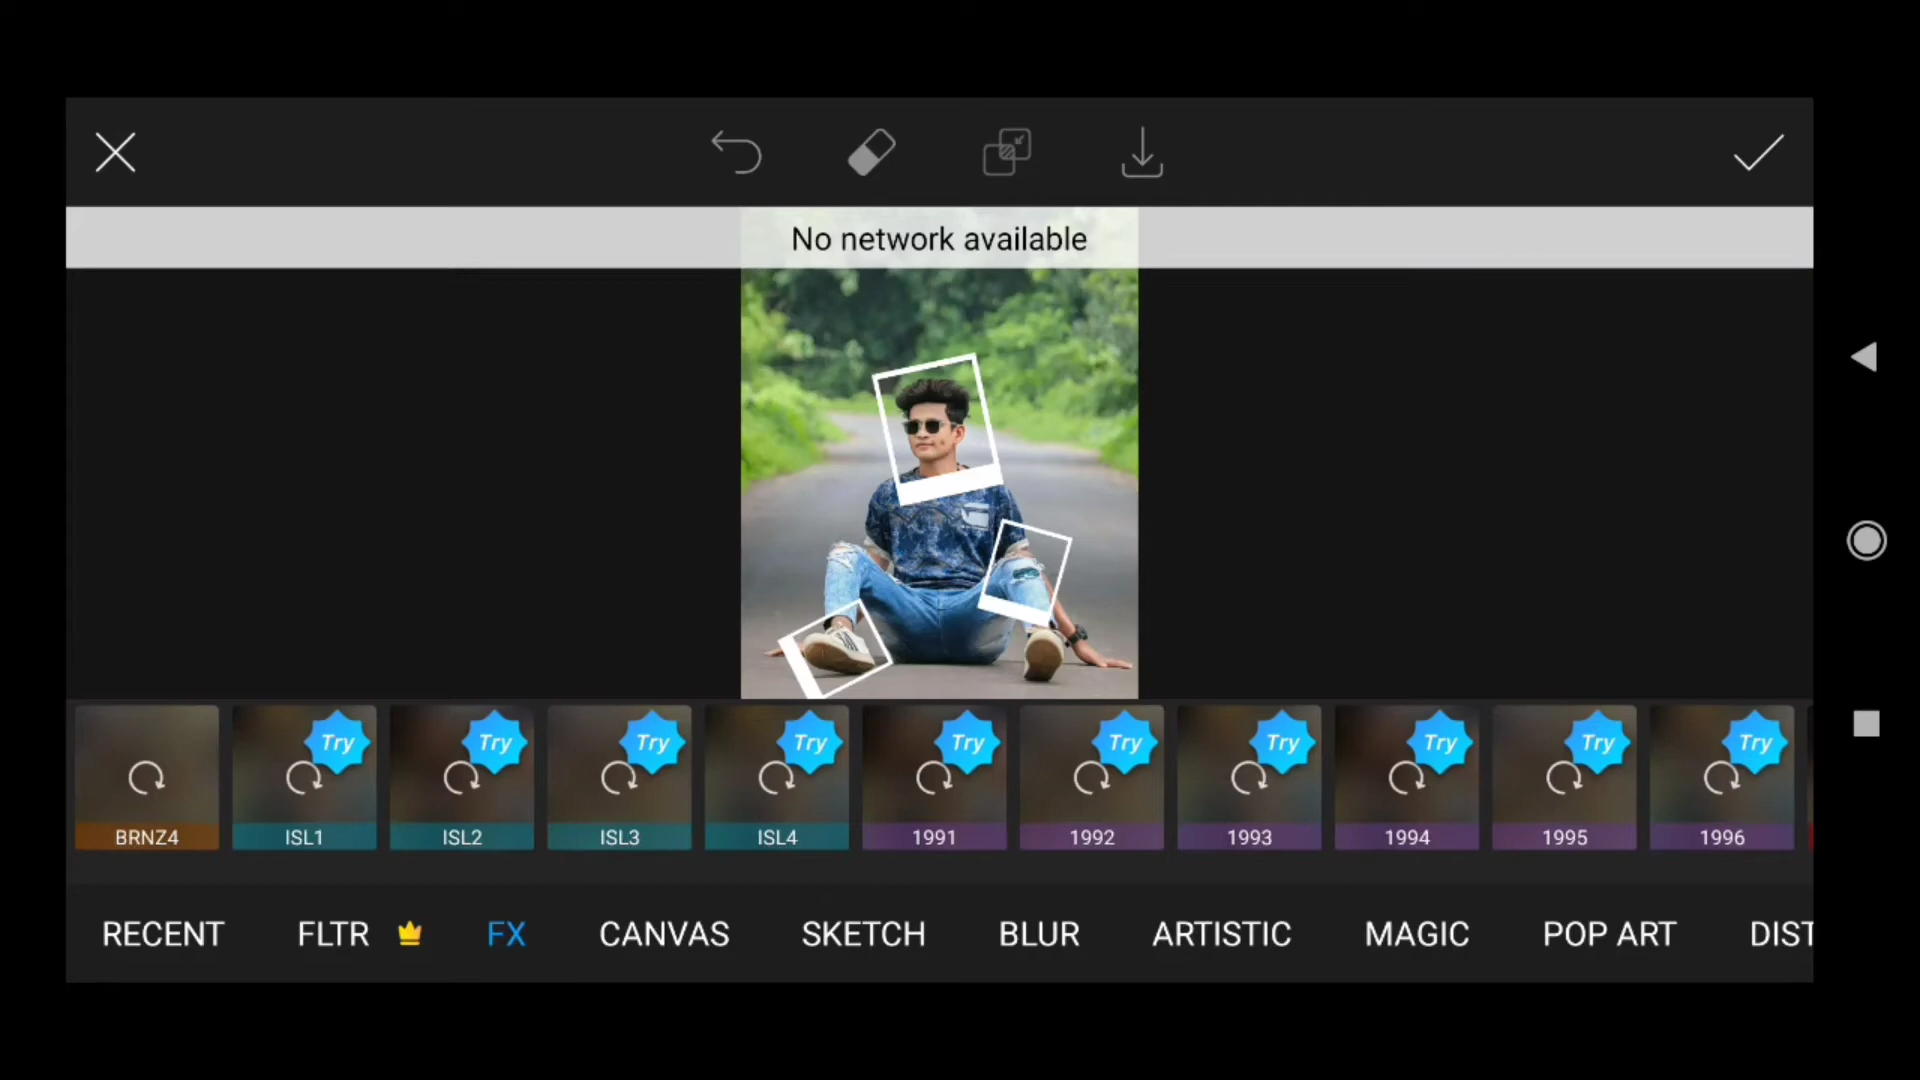 No network available
Try Try Try Try Try Try Try Try Try Try
BRNZ4 ISL1 ISL2 ISL3 ISL4 1991 1992 1993 1994 1995 1996
RECENT FLTR FX CANVAS SKETCH BLUR ARTISTIC MAGIC POP ART DIST